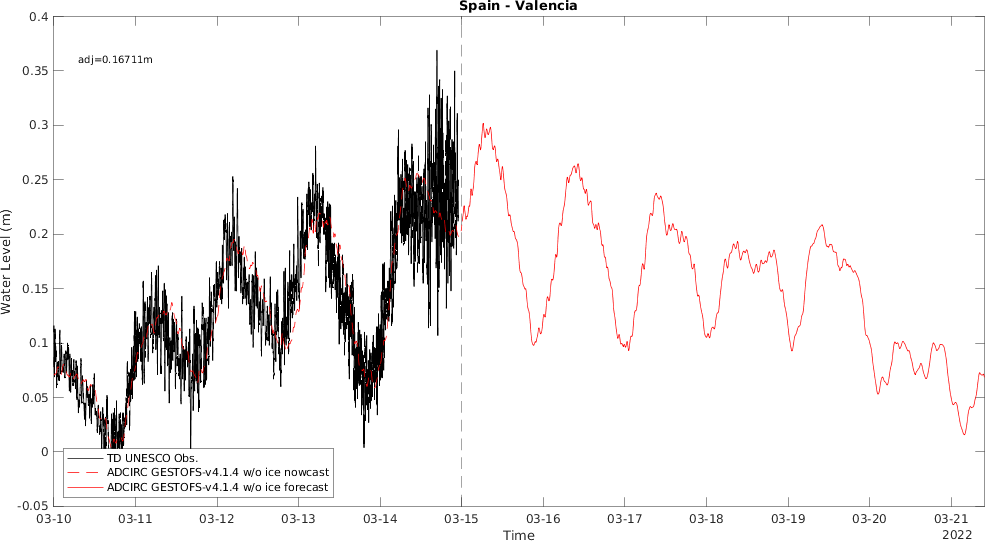 Spain - Valencia
adj=0.16711m
Water Level (m)
0.4
0.35
0.3
0.25
0.2
0.15
0.1
0.05
0
-0.05
TD UNESCO Obs.
ADCIRC GESTOFS-v4.1.4 w/o ice nowcast
ADCIRC GESTOFS-v4.1.4 w/o ice forecast
03-10 03-11 03-12 03-13 03-14 03-15 03-16 03-17 03-18 03-19 03-20 03-21
Time
2022